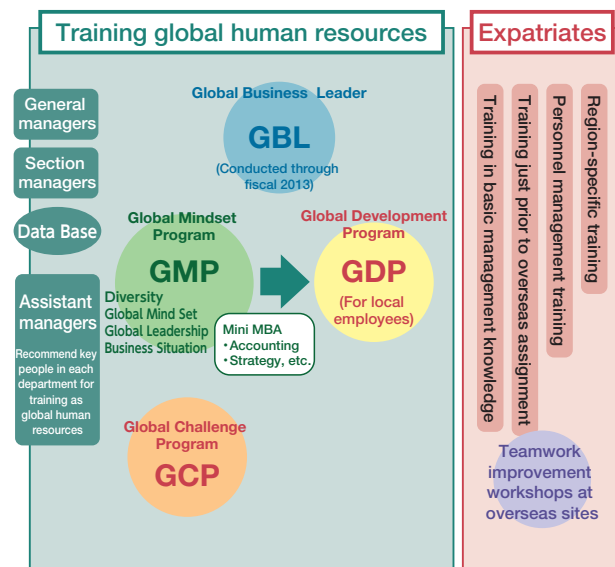 Training global human resources
General
managers
Section
managers
Data Base
Assistant
managers
Recommend key
people in each
department for
training as
global human
resources
Global Business Leader
GBL
(Conducted through
fiscal 2013)
Global Mindset
Program
GMP
Diversity
Global Mind Set
Global Leadership
Business Situation
Mini MBA
•Accounting
•Strategy, etc.
Global Development
Program
GDP
(For local
employees)
Global Challenge
Program
GCP
Expatriates
Training in basic management knowledge
Training just prior to overseas assignment
Personnel management training
Region-specific training
Teamwork
improvement
workshops at
overseas sites